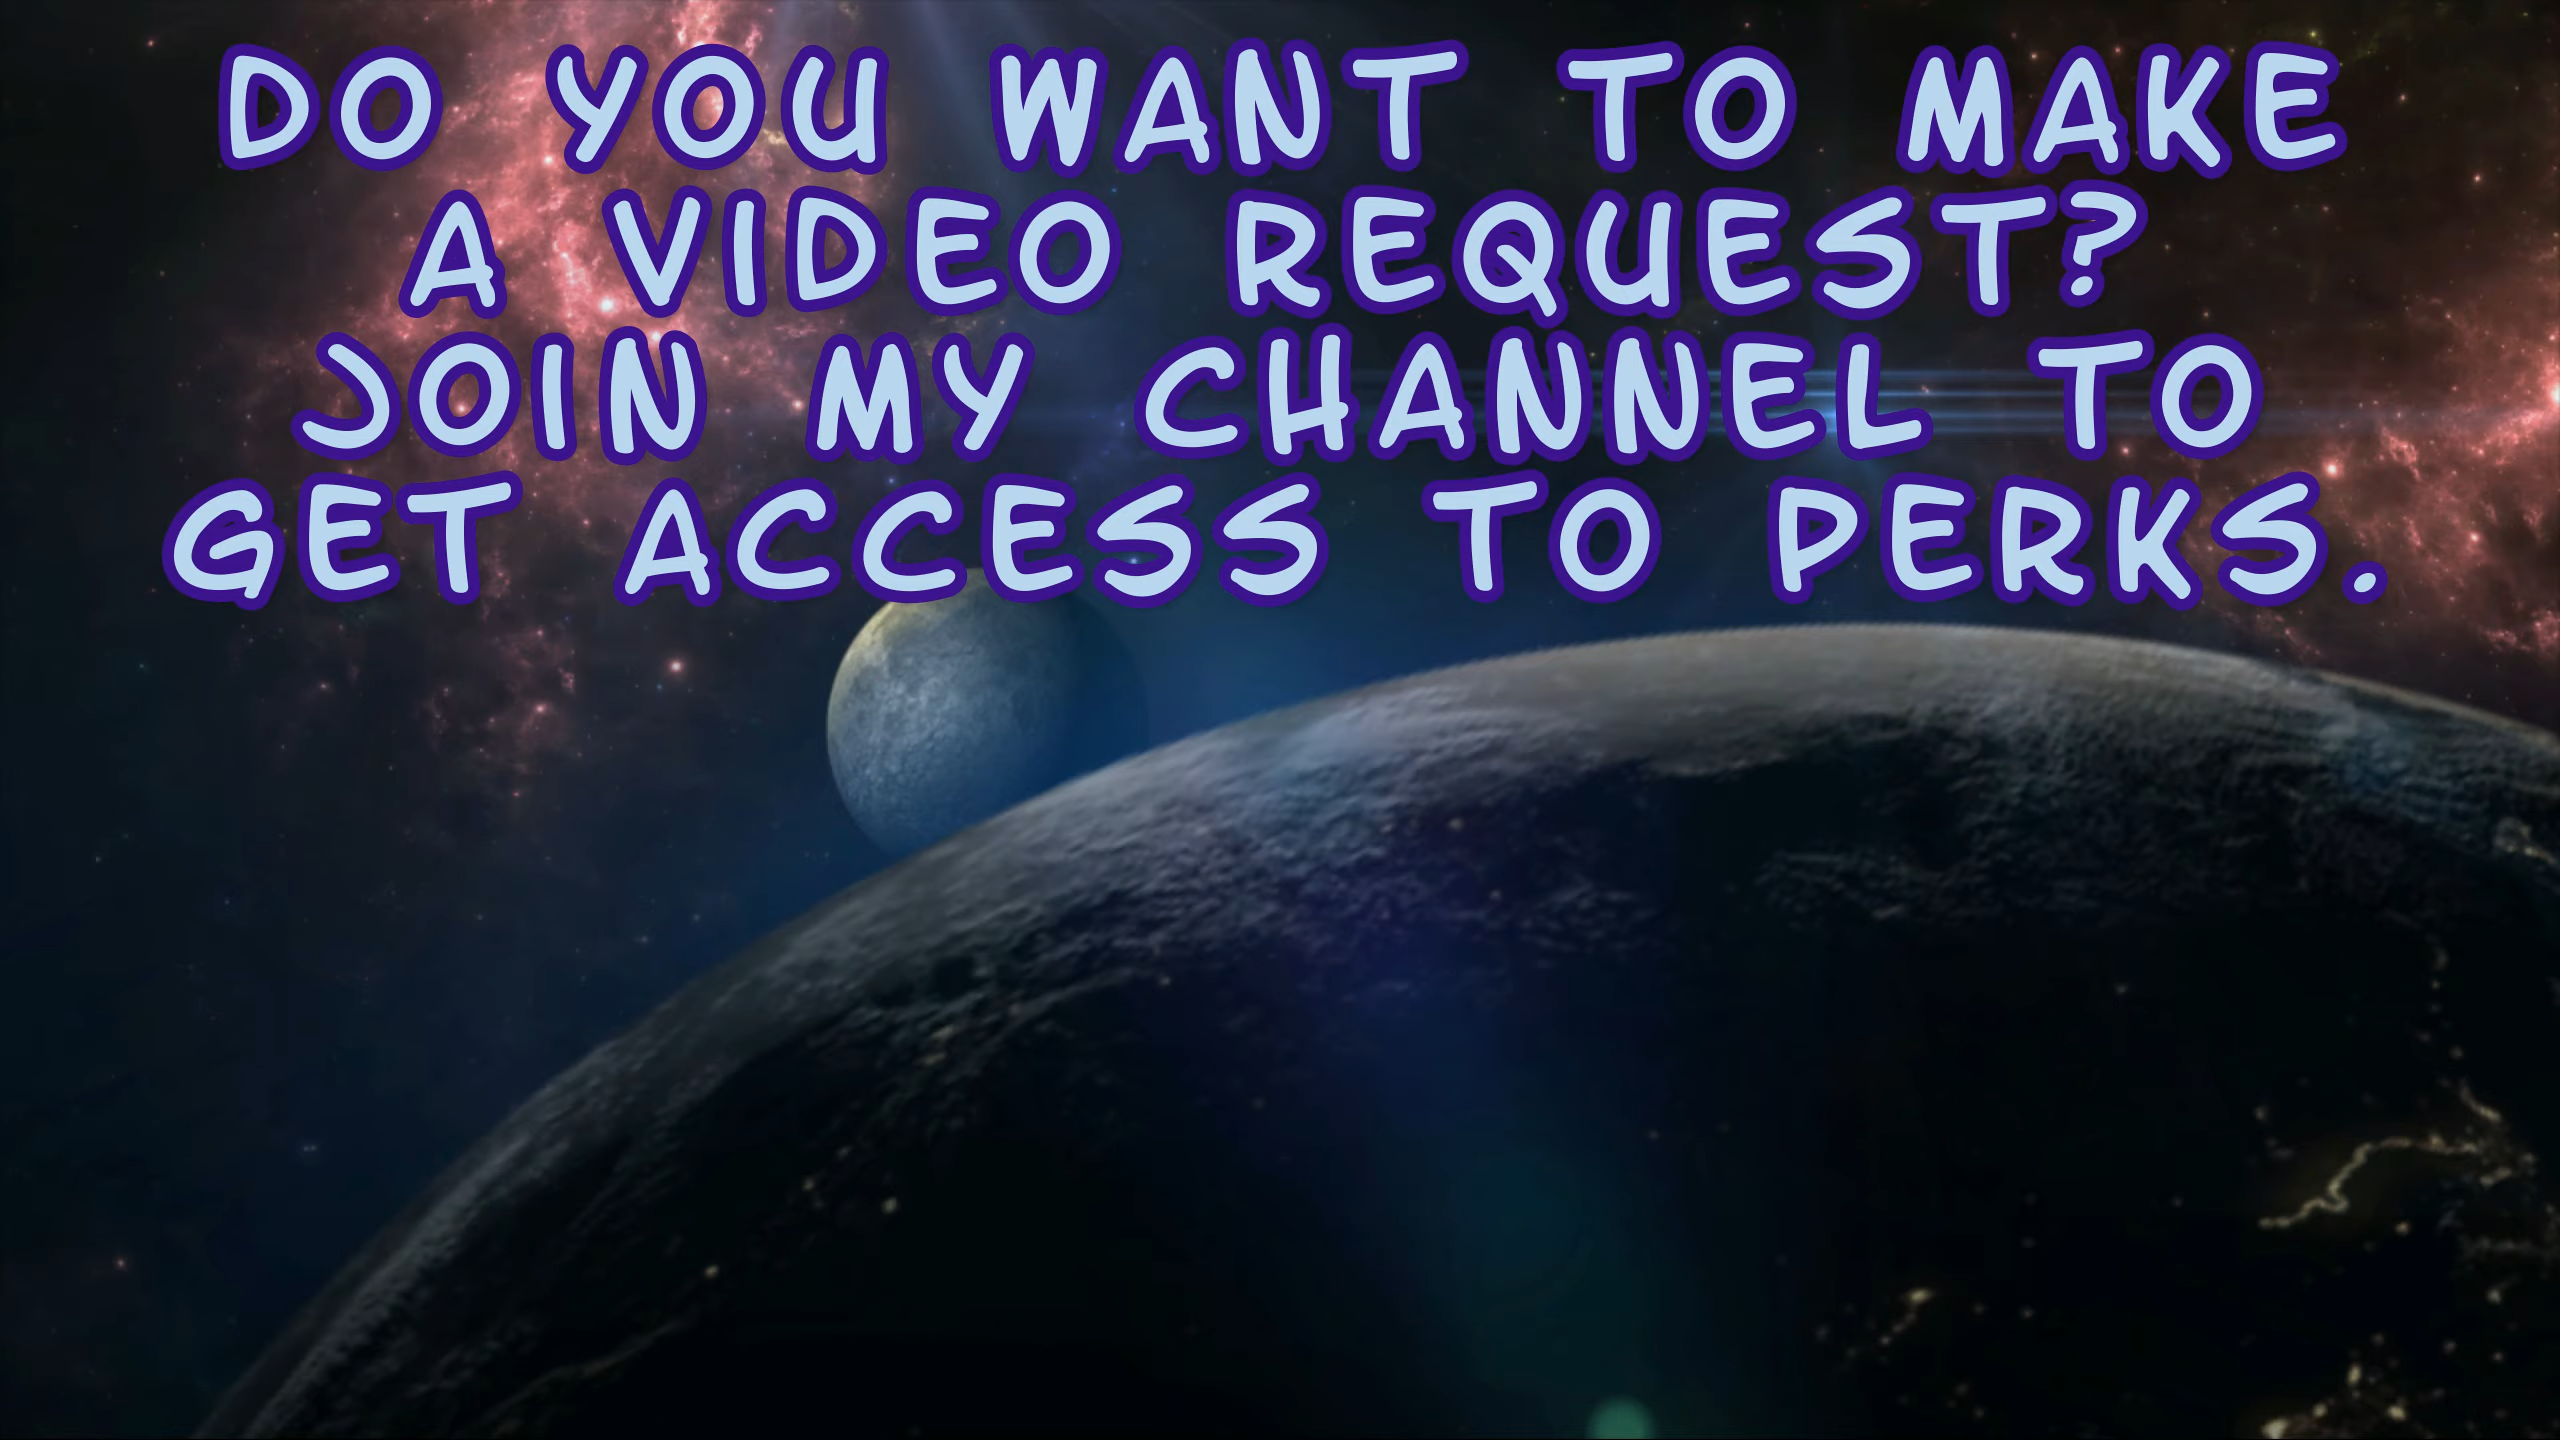 DO YOU WANT TO MAKE
A VIDEO REQUEST?
JOIN MY CHANNEL TO
GET ACCESS TO PERKS.